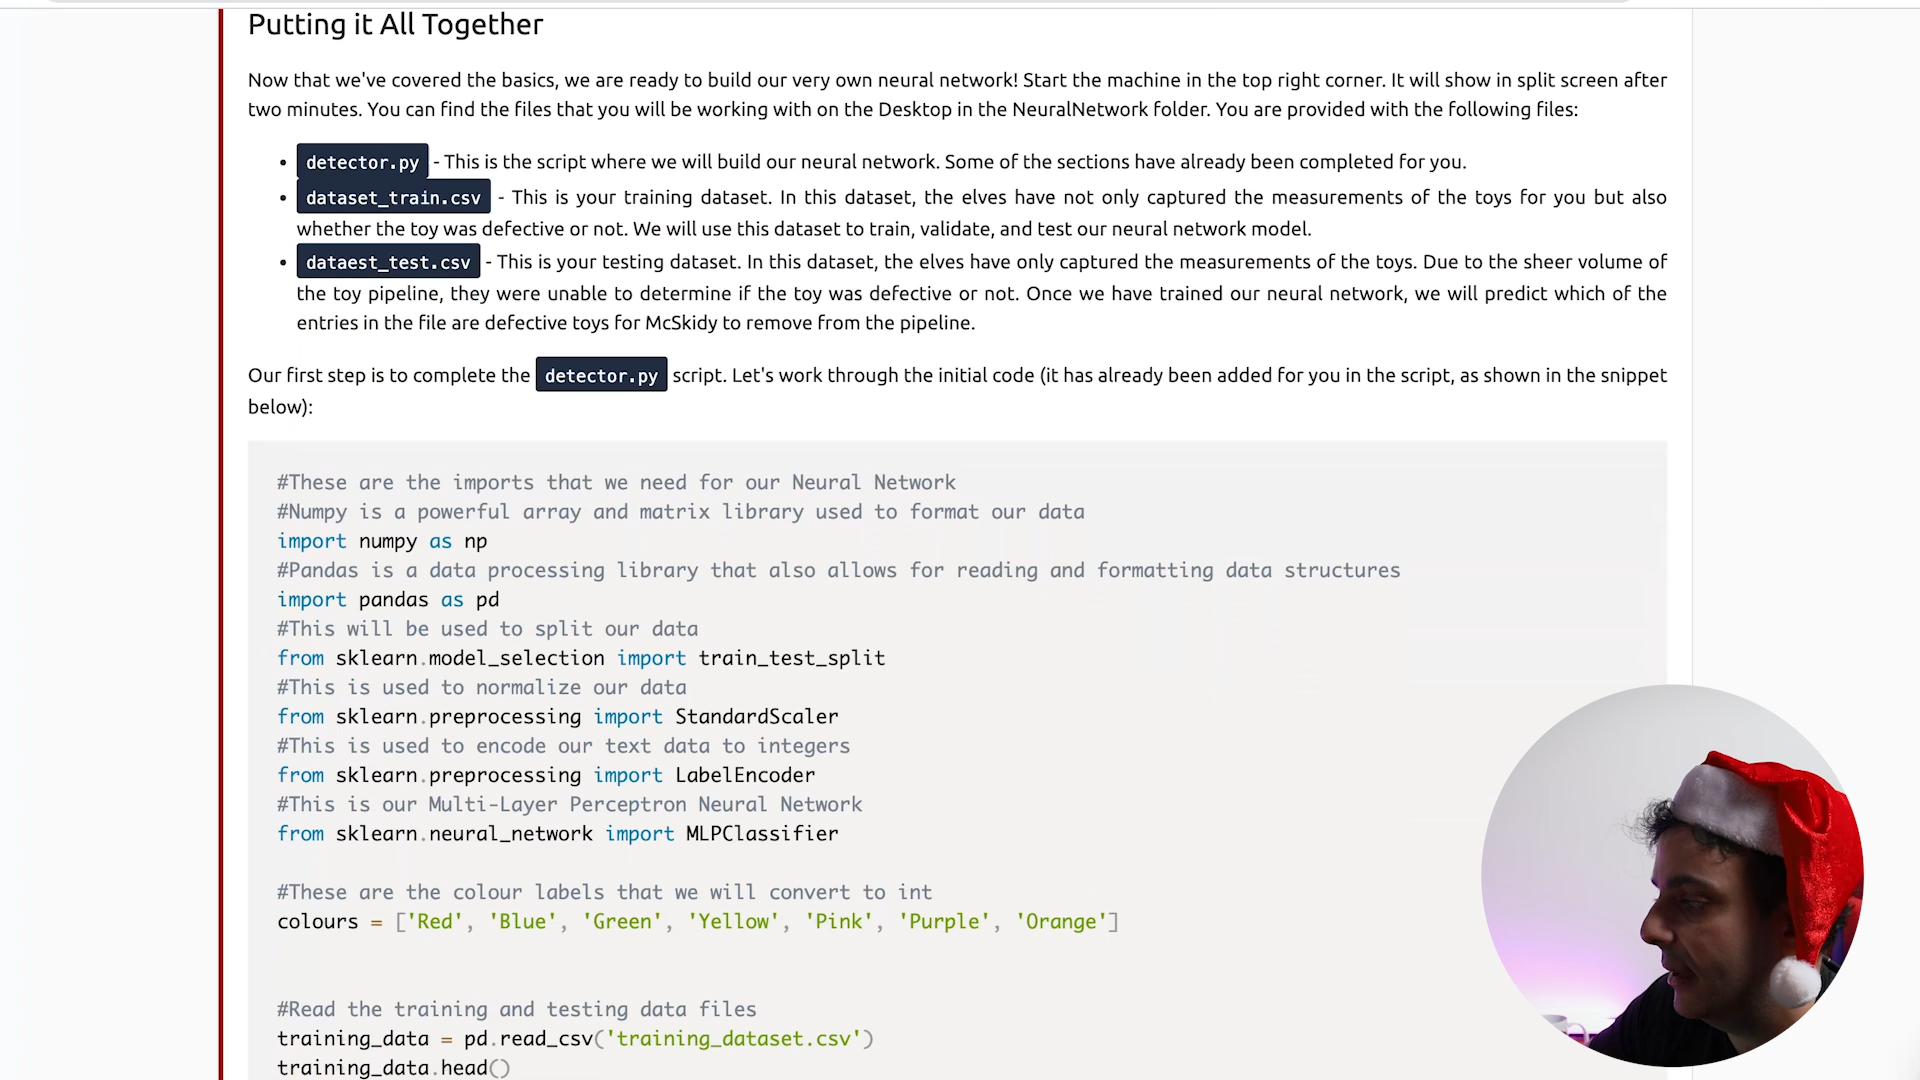 Putting it All Together
Now that we've covered the basics, we are ready to build our very own neural network! Start the machine in the top right corner. It will show in split screen after
two minutes. You can find the files that you will be working with on the Desktop in the NeuralNetwork folder. You are provided with the following files:
• detector.py - This is the script where we will build our neural network. Some of the sections have already been completed for you.
• dataset_train.csv - This is your training dataset. In this dataset, the elves have not only captured the measurements of the toys for you but also
whether the toy was defective or not. We will use this dataset to train, validate, and test our neural network model.
• dataest_test.csv - This is your testing dataset. In this dataset, the elves have only captured the measurements of the toys. Due to the sheer volume of
the toy pipeline, they were unable to determine if the toy was defective or not. Once we have trained our neural network, we will predict which of the
entries in the file are defective toys for McSkidy to remove from the pipeline.
Our first step is to complete the detector.py script. Let's work through the initial code (it has already been added for you in the script, as shown in the snippet
below):
#These are the imports that we need for our Neural Network
#Numpy is a powerful array and matrix library used to format our data
import numpy as np
#Pandas is a data processing library that also allows for reading and formatting data structures
import pandas as pd
#This will be used to split our data
from sklearn.model_selection import train_test_split
#This is used to normalize our data
from sklearn.preprocessing import StandardScaler
#This is used to encode our text data to integers
from sklearn.preprocessing import LabelEncoder
#This is our Multi-Layer Perceptron Neural Network
from sklearn.neural_network import MLPClassifier
#These are the colour labels that we will convert to int
colours = ['Red', 'Blue', 'Green', 'Yellow', 'Pink', 'Purple', 'Orange']
#Read the training and testing data files
training_data = pd.read_csv('training_dataset.csv')
training_data.head()